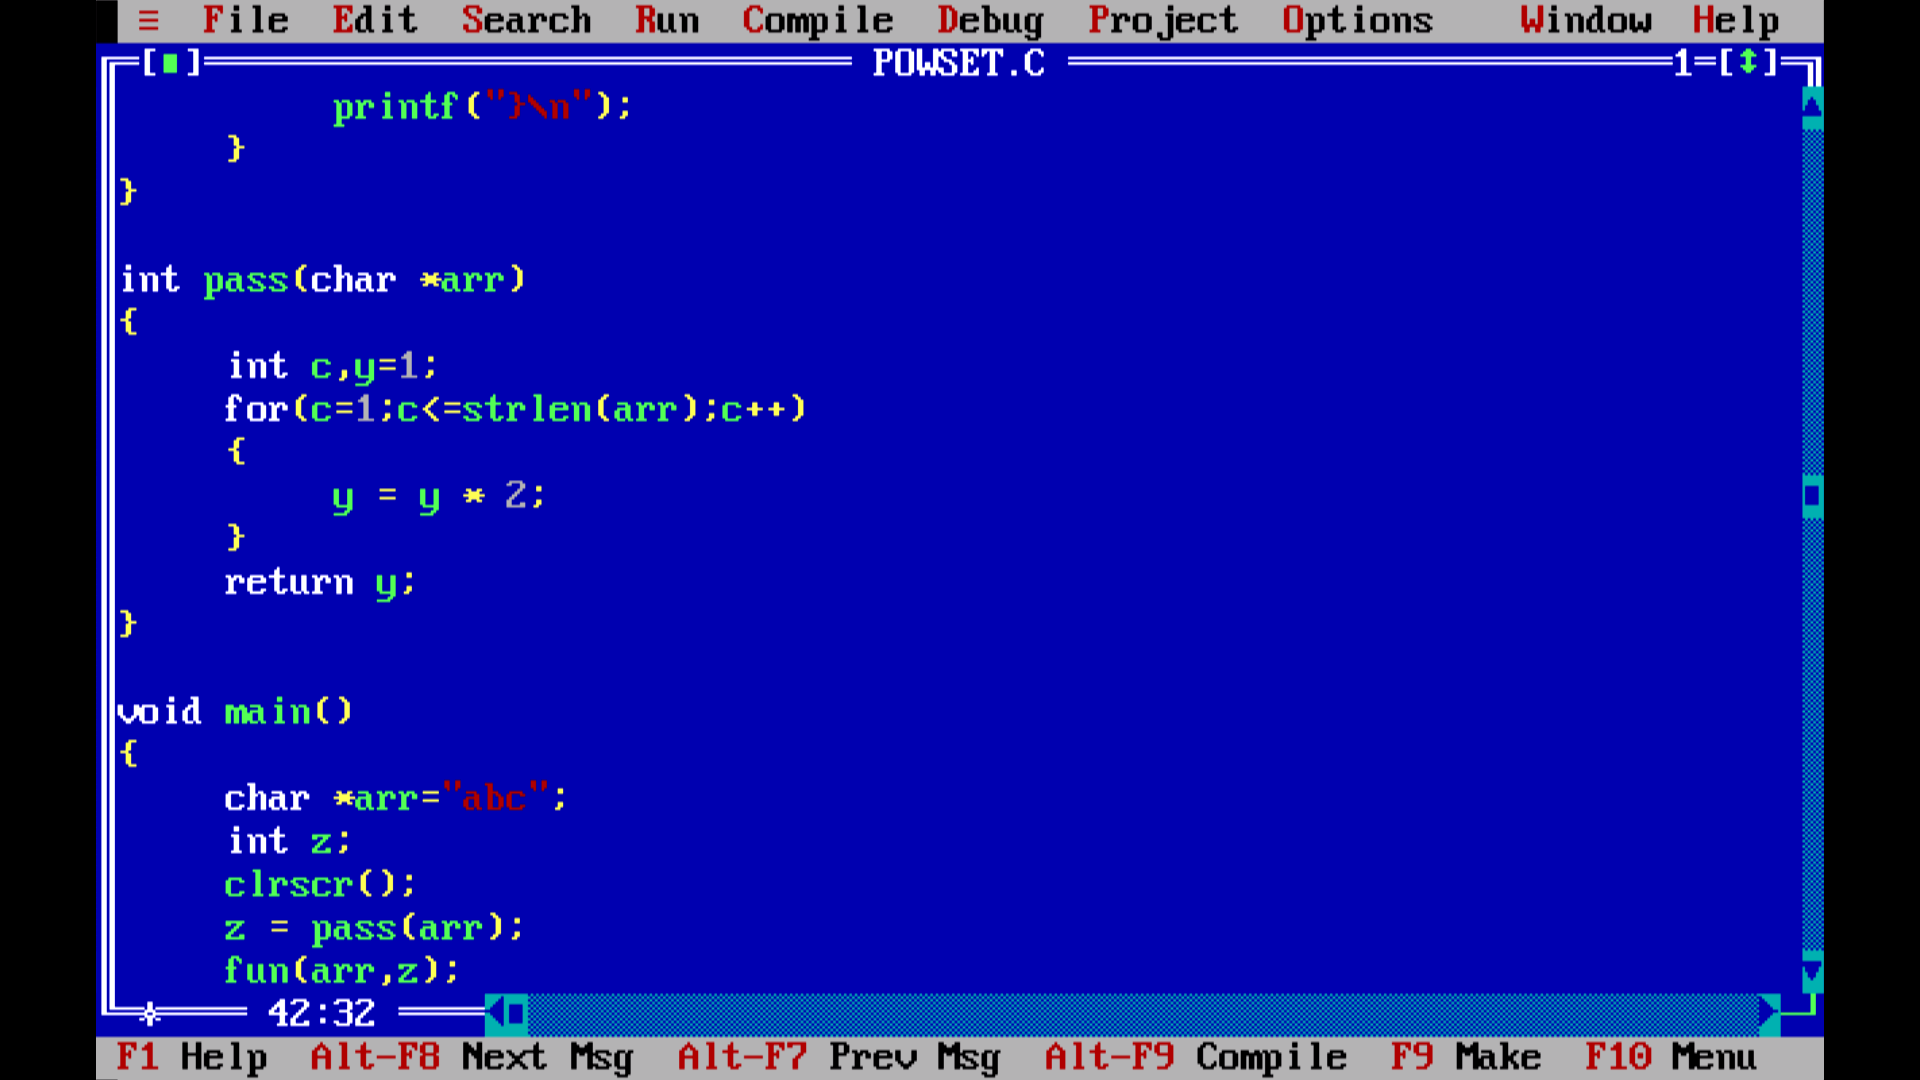 ≡ File Edit Search Run Compile Debug Project Options Window Help
[■] POWSET.C 1=[↕]
printf("}\n");
}
}
int pass(char *arr)
{
int c,y=1;
for(c=1;c<=strlen(arr);c++)
{
y = y * 2;
}
return y;
}
void main()
{
char *arr="abc";
int z;
clrscr();
z = pass(arr);
fun(arr,z);
42:32
F1 Help Alt-F8 Next Msg Alt-F7 Prev Msg Alt-F9 Compile F9 Make F10 Menu